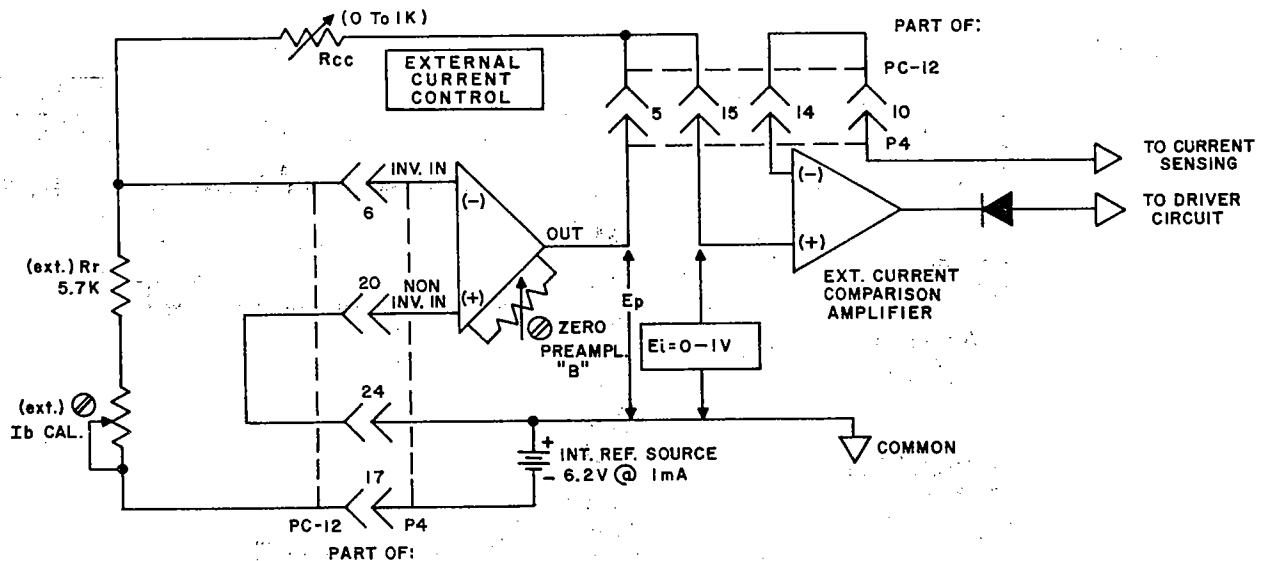 (0 To 1K)
Rcc
EXTERNAL
CURRENT
CONTROL
PART OF:
PC-12
5
15
14
10
P4
TO CURRENT
SENSING
TO DRIVER
CIRCUIT
INV. IN
6
(-)
OUT
(-)
(+)
EXT. CURRENT
COMPARISON
AMPLIFIER
(ext.) Rr
5.7K
20
NON
INV. IN
(+)
ZERO
PREAMPL.
"B"
Ep
Ei=0-1V
(ext.)
Ib CAL.
24
COMMON
+
INT. REF. SOURCE
- 6.2V @ 1mA
17
PC-12
P4
PART OF: